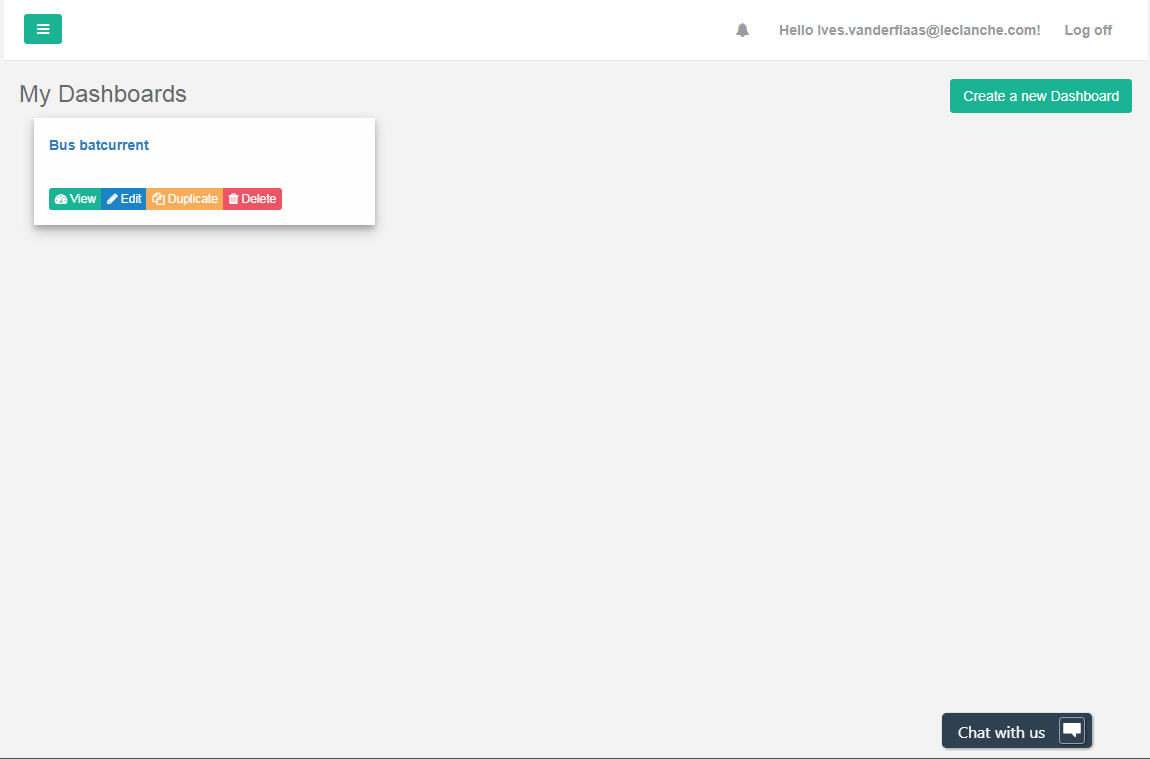 Hello Ives.vanderflaas@leclanche.com! Log off
My Dashboards
Create a new Dashboard
Bus batcurrent
View Edit Duplicate Delete
Chat with us